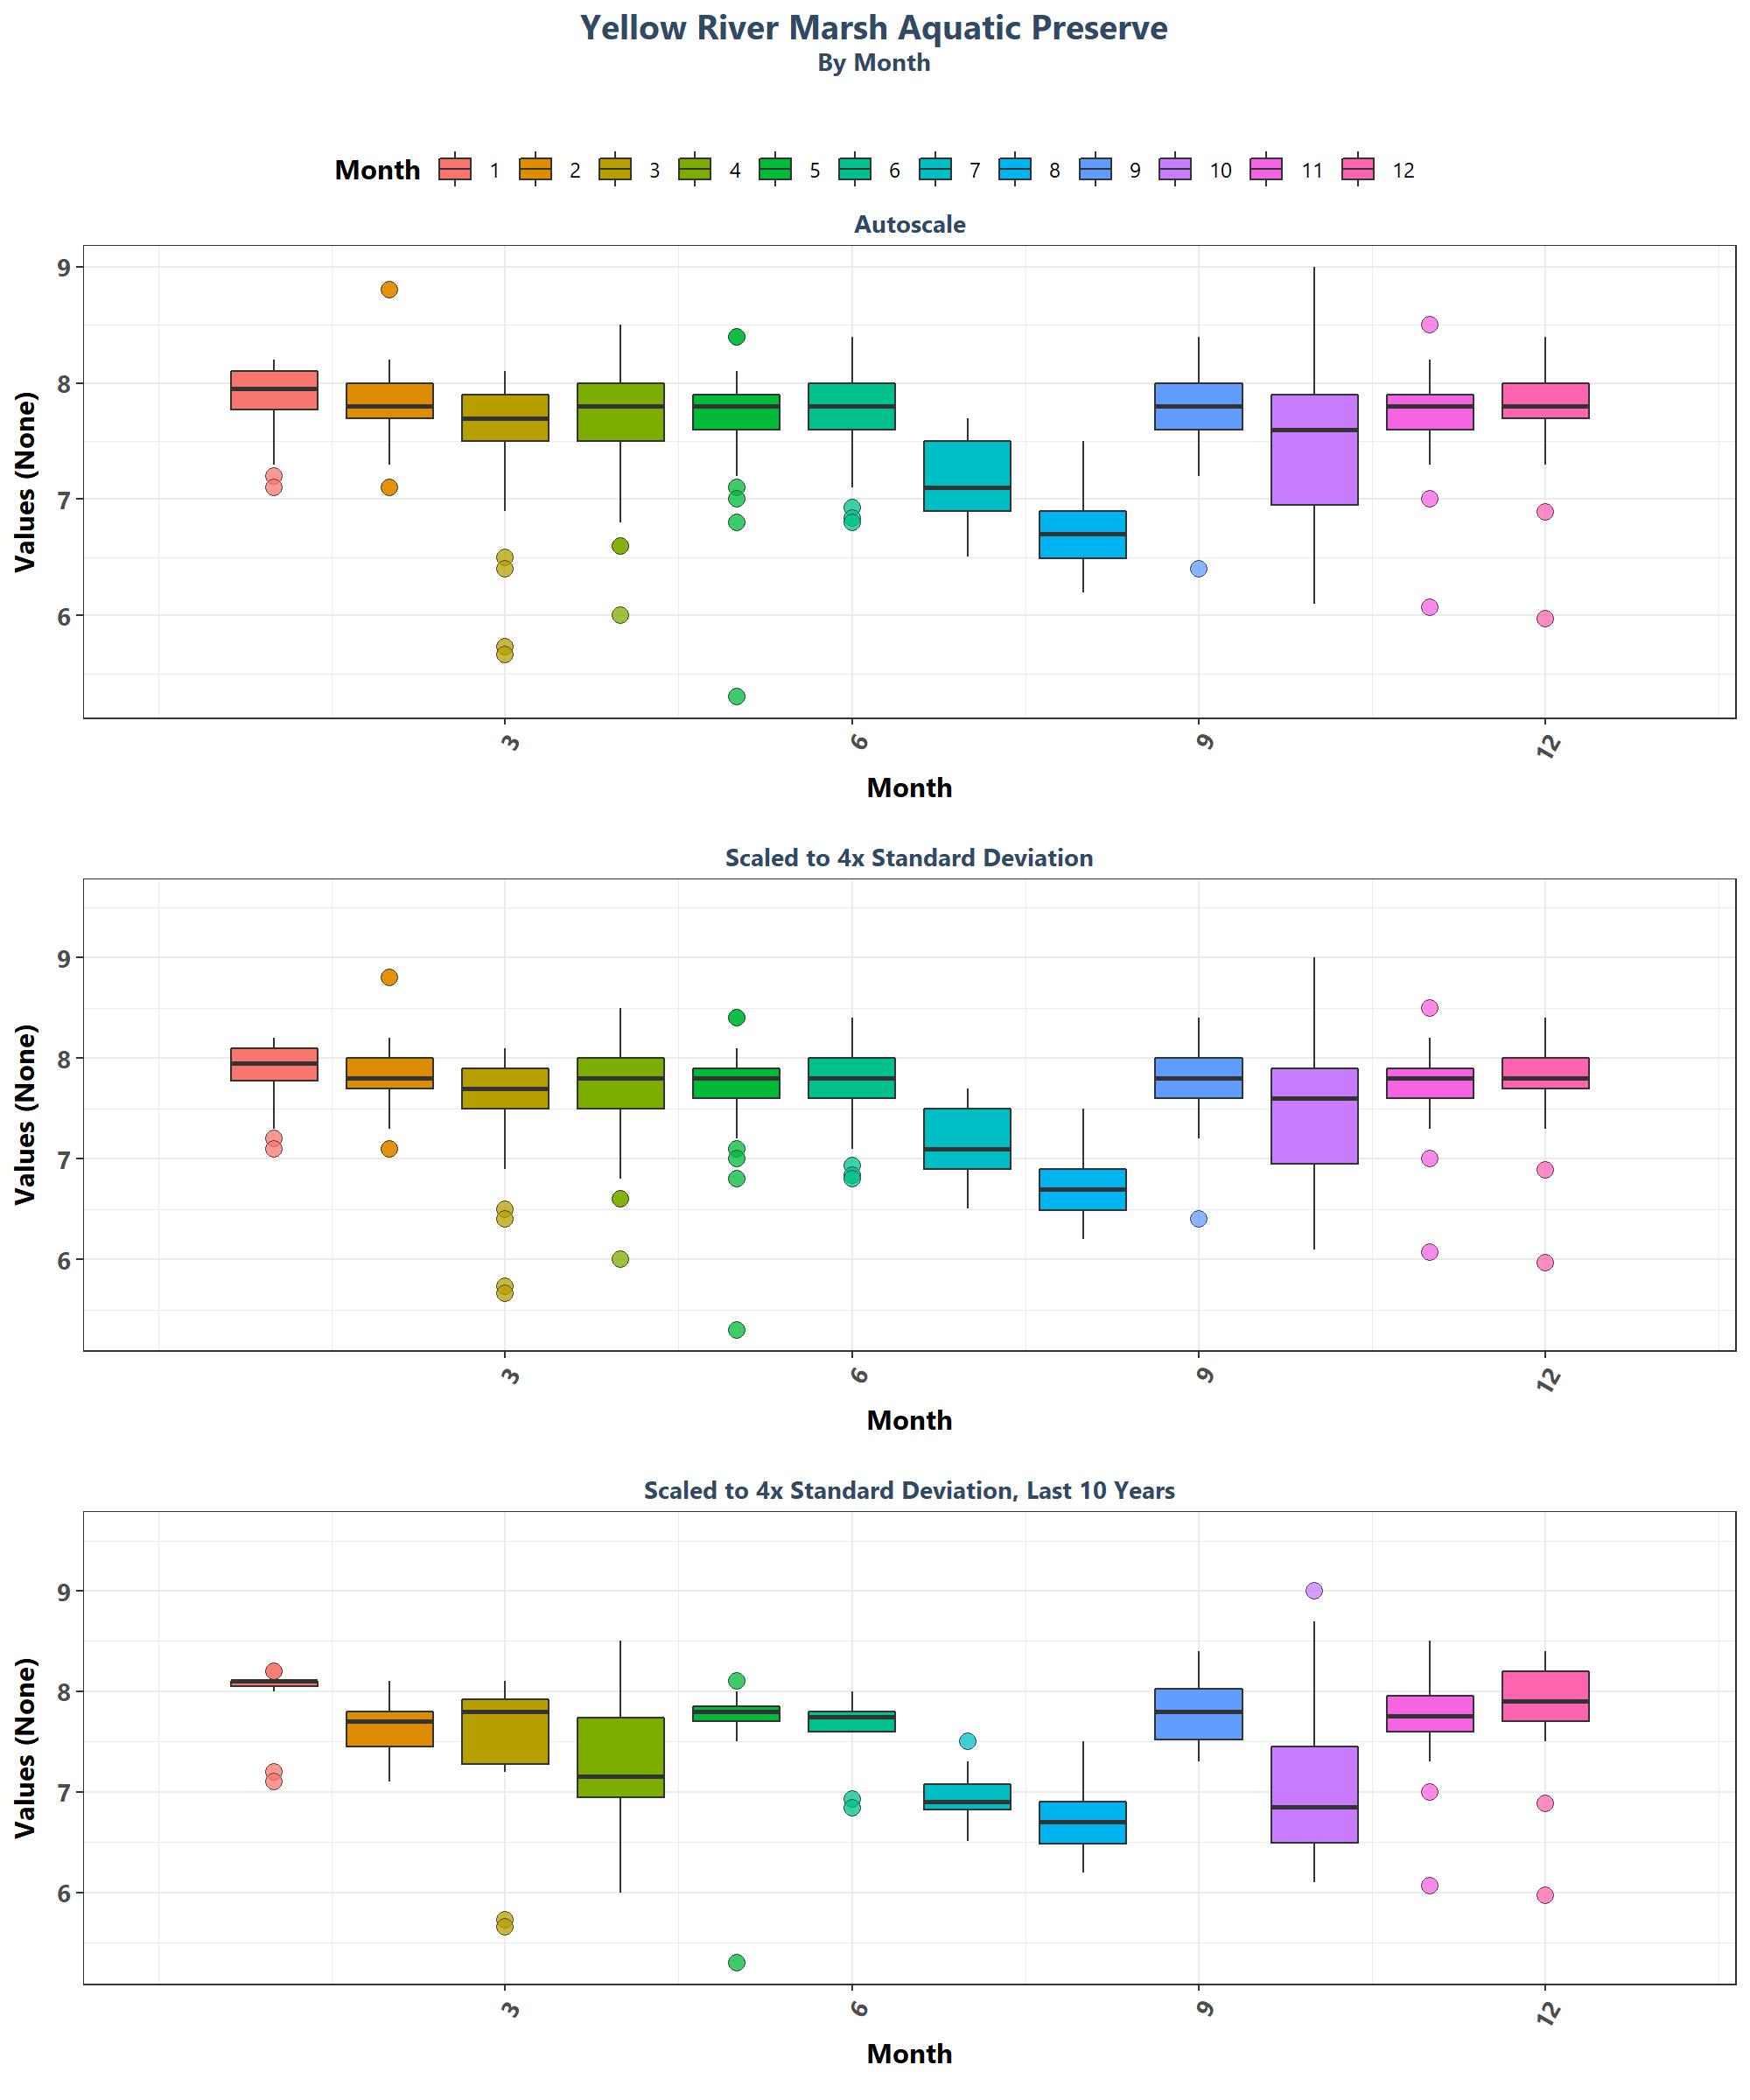 Yellow River Marsh Aquatic Preserve
By Month
Month 1 2 3 4 5 6 7 8 9 10 11 12
Autoscale
Values (None)
9
8
7
6
3 6 9 12
Month
Scaled to 4x Standard Deviation
Values (None)
9
8
7
6
3 6 9 12
Month
Scaled to 4x Standard Deviation, Last 10 Years
Values (None)
9
8
7
6
3 6 9 12
Month